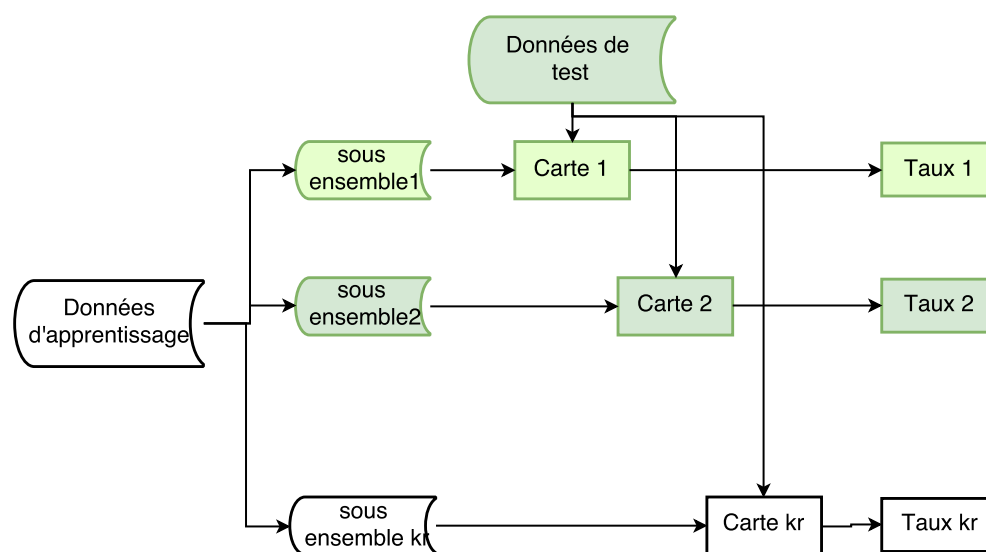 Données de
test
sous
ensemble1
Carte 1
Taux 1
Données
d'apprentissage
sous
ensemble2
Carte 2
Taux 2
sous
ensemble kr
Carte kr
Taux kr